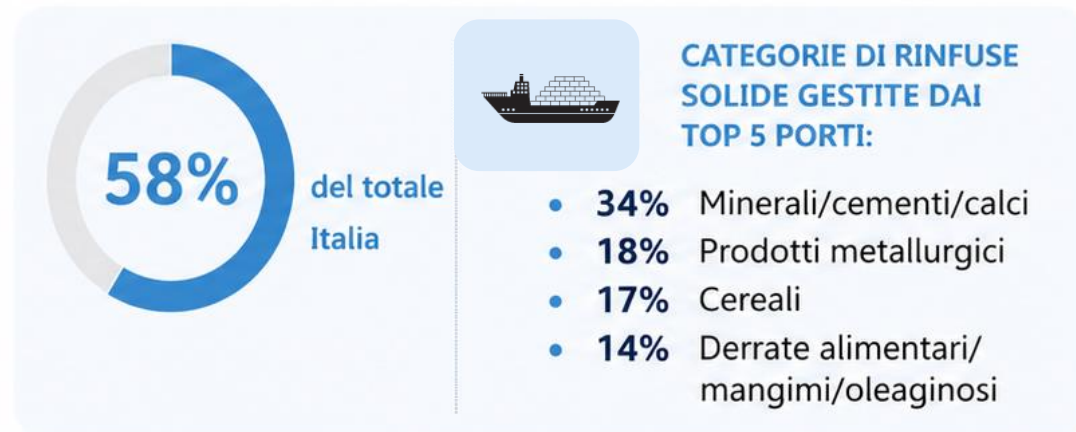 58%
del totale
Italia
CATEGORIE DI RINFUSE
SOLIDE GESTITE DAI
TOP 5 PORTI:
• 34% Minerali/cementi/calci
• 18% Prodotti metallurgici
• 17% Cereali
• 14% Derrate alimentari/
mangimi/oleaginosi